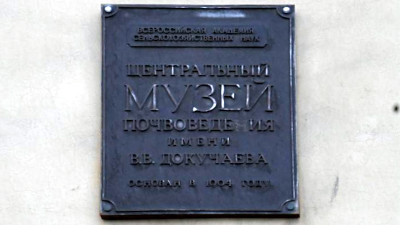 ВСЕРОССИЙСКАЯ АКАДЕМИЯ
СЕЛЬСКОХОЗЯЙСТВЕННЫХ НАУК
ЦЕНТРАЛЬНЫЙ
МУЗЕЙ
ПОЧВОВЕДЕНИЯ
ИМЕНИ
В.В. ДОКУЧАЕВА
ОСНОВАН В 1904 ГОДУ